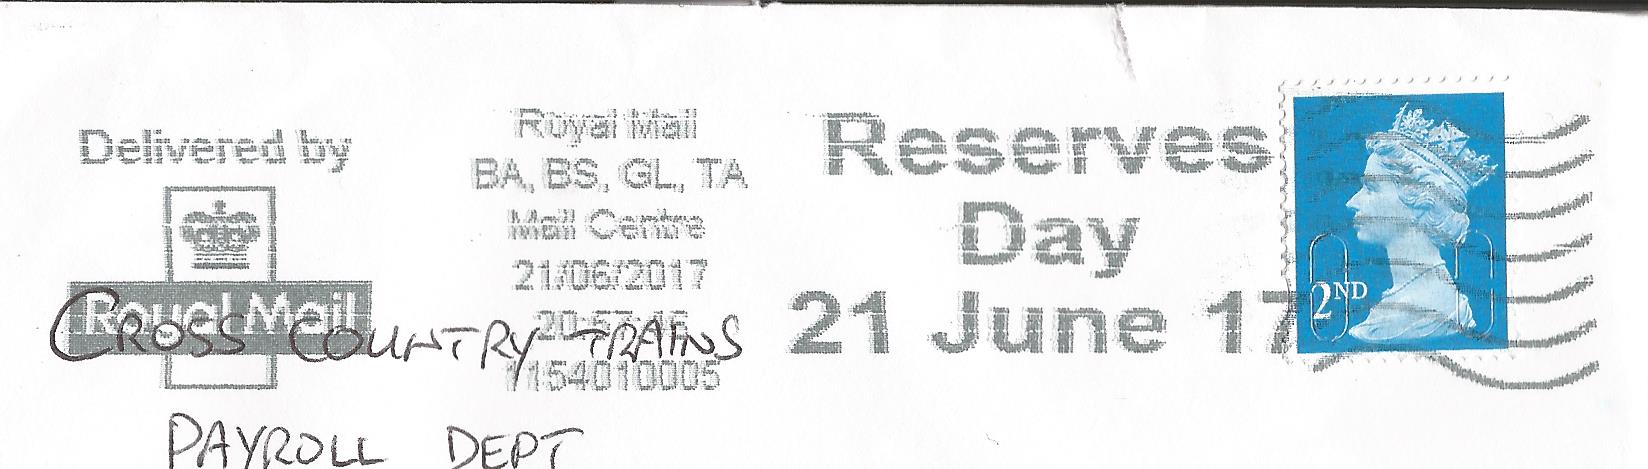 Delivered by
Royal Mail
Royal Mail
BA, BS, GL, TA
Mail Centre
21/06/2017
1154010005
Reserves
Day
21 June 17
2ND
CROSS COUNTRY TRAINS
PAYROLL DEPT